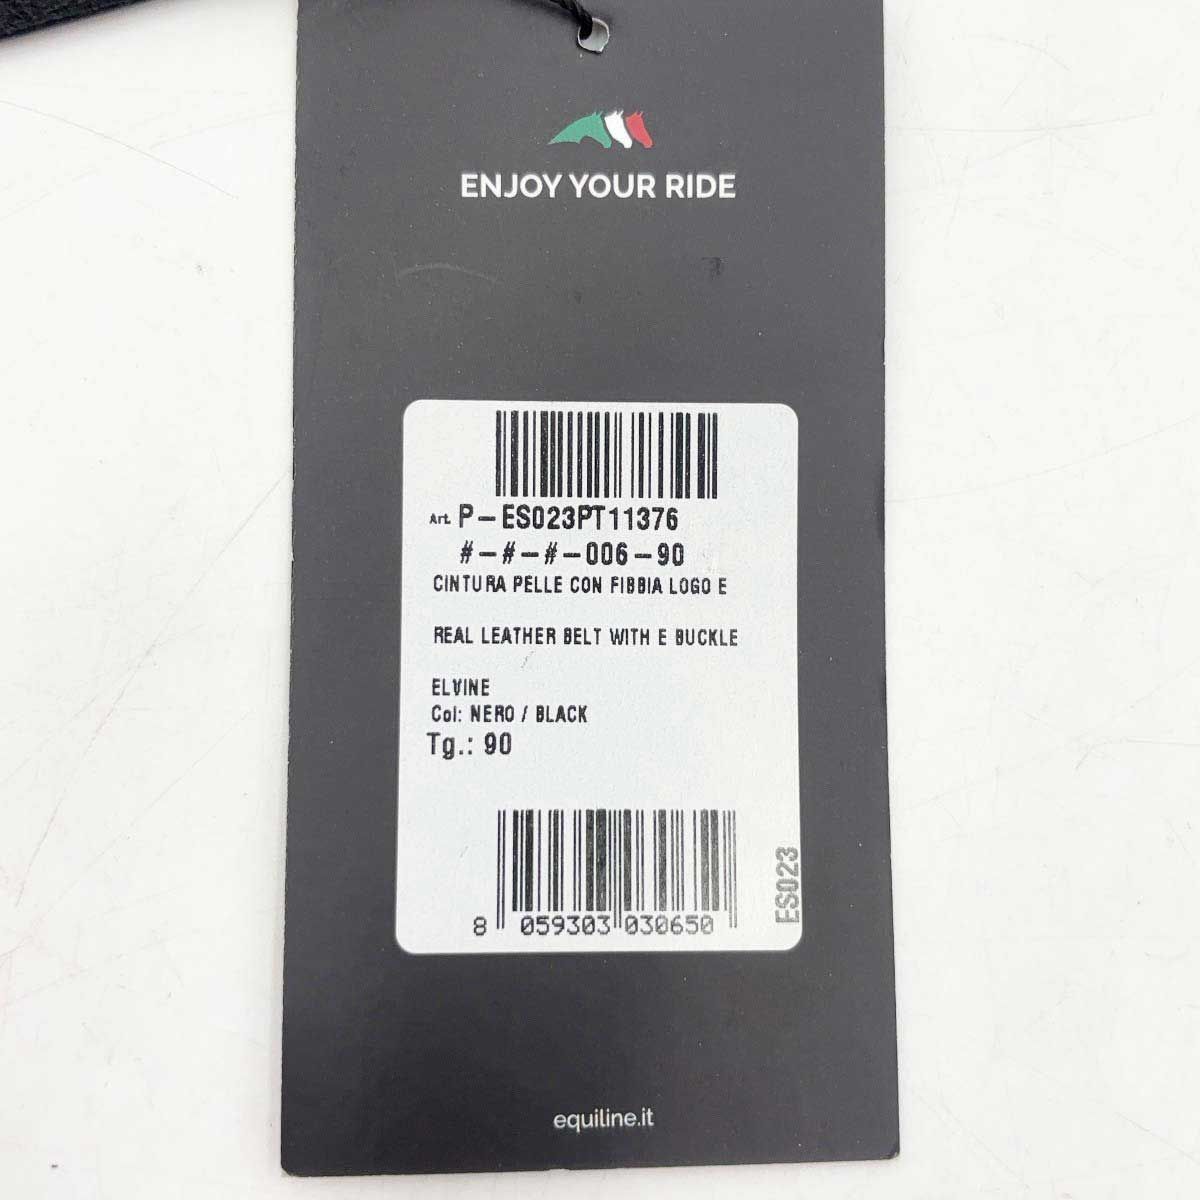 ENJOY YOUR RIDE
Art. P-ES023PT11376
#-#-#-006-90
CINTURA PELLE CON FIBBIA LOGO E
REAL LEATHER BELT WITH E BUCKLE
ELVINE
Col: NERO / BLACK
Tg.: 90
8 059303 030650
ES023
equiline.it